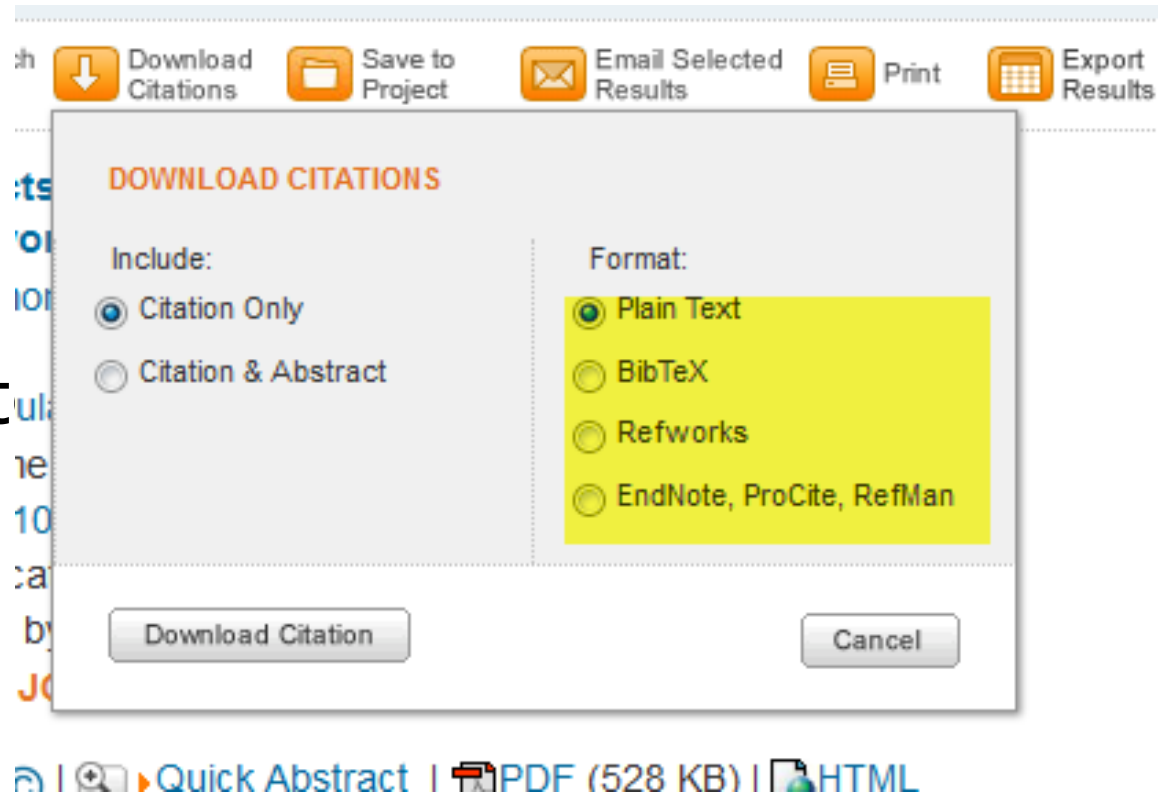 ch Download Save to Email Selected Print Export
Citations Project Results Results
DOWNLOAD CITATIONS
Include: Format:
Citation Only Plain Text
Citation & Abstract BibTeX
Refworks
EndNote, ProCite, RefMan
Download Citation Cancel
Quick Abstract | PDF (528 KB) | HTML